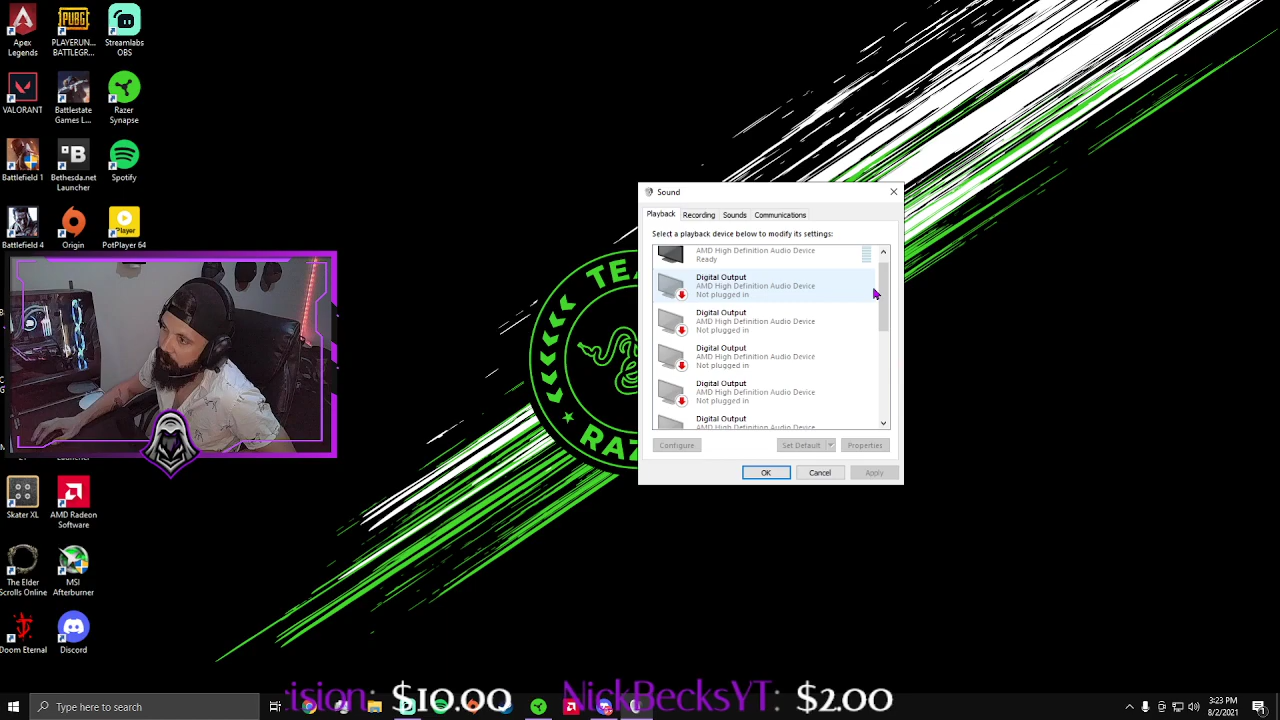 Apex
Legends
PLAYERUN...
BATTLEGR...
Streamlabs
OBS
VALORANT
Battlestate
Games L...
Razer
Synapse
Battlefield 1
Bethesda.net
Launcher
Spotify
Battlefield 4
Origin
PotPlayer 64
Skater XL
AMD Radeon
Software
The Elder
Scrolls Online
MSI
Afterburner
Doom Eternal
Discord
Sound
Playback
Recording
Sounds
Communications
Select a playback device below to modify its settings:
AMD High Definition Audio Device
Ready
Digital Output
AMD High Definition Audio Device
Not plugged in
Digital Output
AMD High Definition Audio Device
Not plugged in
Digital Output
AMD High Definition Audio Device
Not plugged in
Digital Output
AMD High Definition Audio Device
Not plugged in
Digital Output
AMD High Definition Audio Device
Configure
Set Default
Properties
OK
Cancel
Apply
ision: $10.00 NickBecksYT: $2.00
Type here to search
3:23 PM
8/2/2021